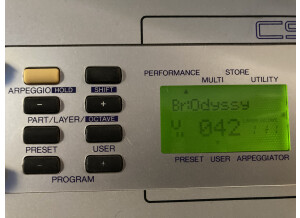 CS
ARPEGGIO HOLD SHIFT
PERFORMANCE STORE
MULTI UTILITY
- +
Br:Odyssy
PART/LAYER/ OCTAVE
042
- +
PRESET USER
PRESET USER ARPEGGIATOR
- +
PROGRAM